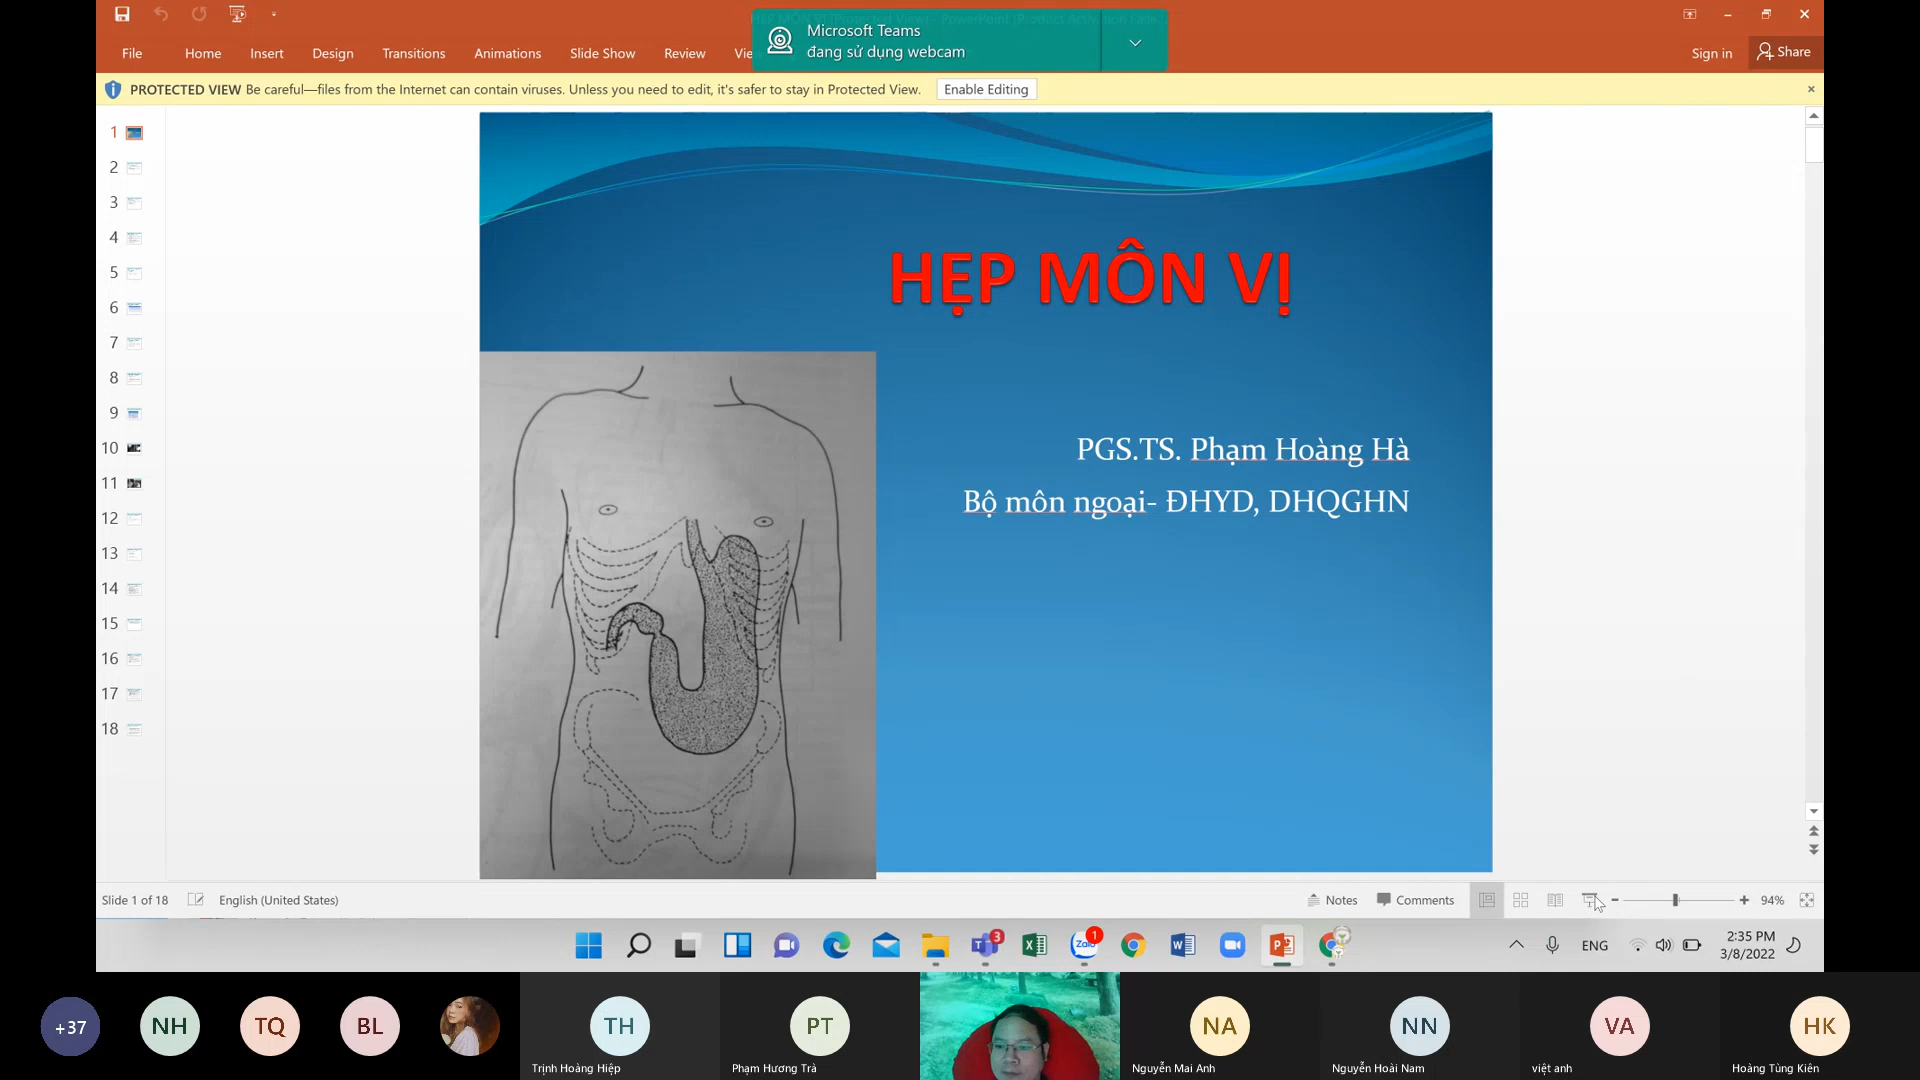 Microsoft Teams
đang sử dụng webcam
File
Home
Insert
Design
Transitions
Animations
Slide Show
Review
Vie
Sign in
Share
PROTECTED VIEW Be careful—files from the Internet can contain viruses. Unless you need to edit, it's safer to stay in Protected View.
Enable Editing
1
2
3
4
5
6
7
8
9
10
11
12
13
14
15
16
17
18
HẸP MÔN VỊ
PGS.TS. Phạm Hoàng Hà
Bộ môn ngoại- ĐHYD, DHQGHN
Slide 1 of 18
English (United States)
Notes
Comments
94%
3
Zalo
1
ENG
2:35 PM
3/8/2022
+37
NH
TQ
BL
TH
Trịnh Hoàng Hiệp
PT
Phạm Hương Trà
NA
Nguyễn Mai Anh
NN
Nguyễn Hoài Nam
VA
việt anh
HK
Hoàng Tùng Kiên